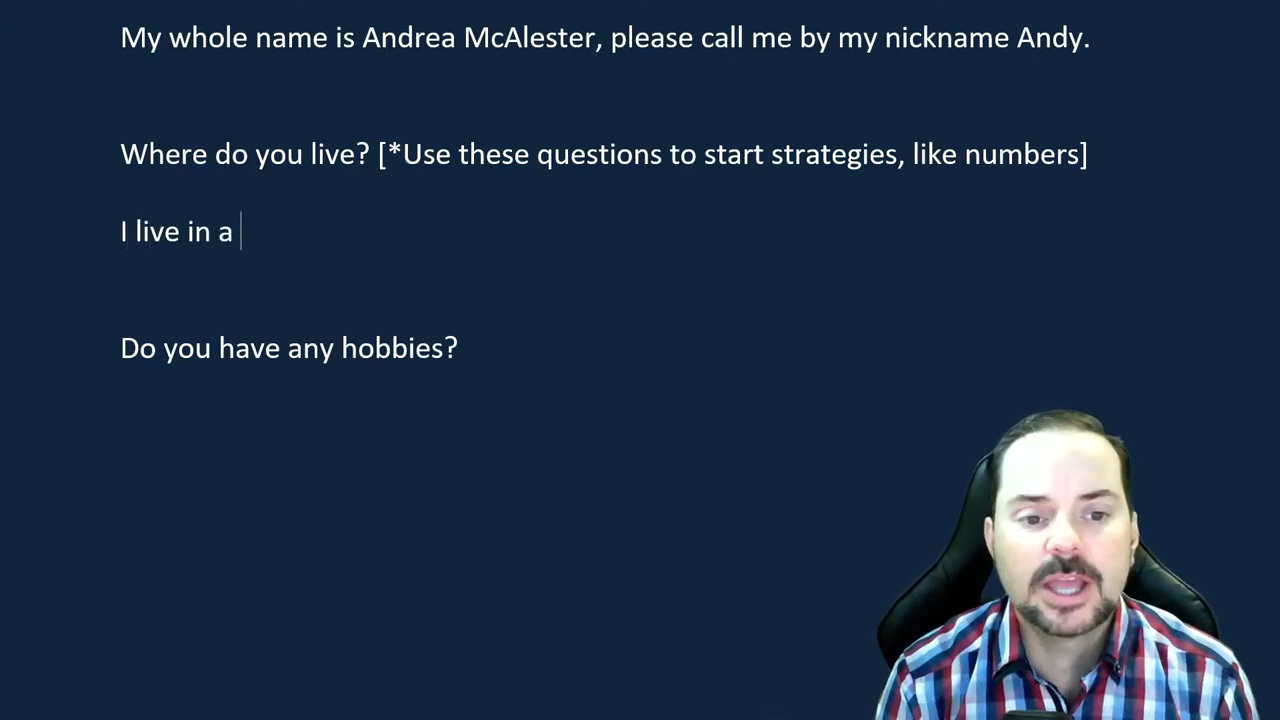 My whole name is Andrea McAlester, please call me by my nickname Andy.
Where do you live? [*Use these questions to start strategies, like numbers]
I live in a
Do you have any hobbies?